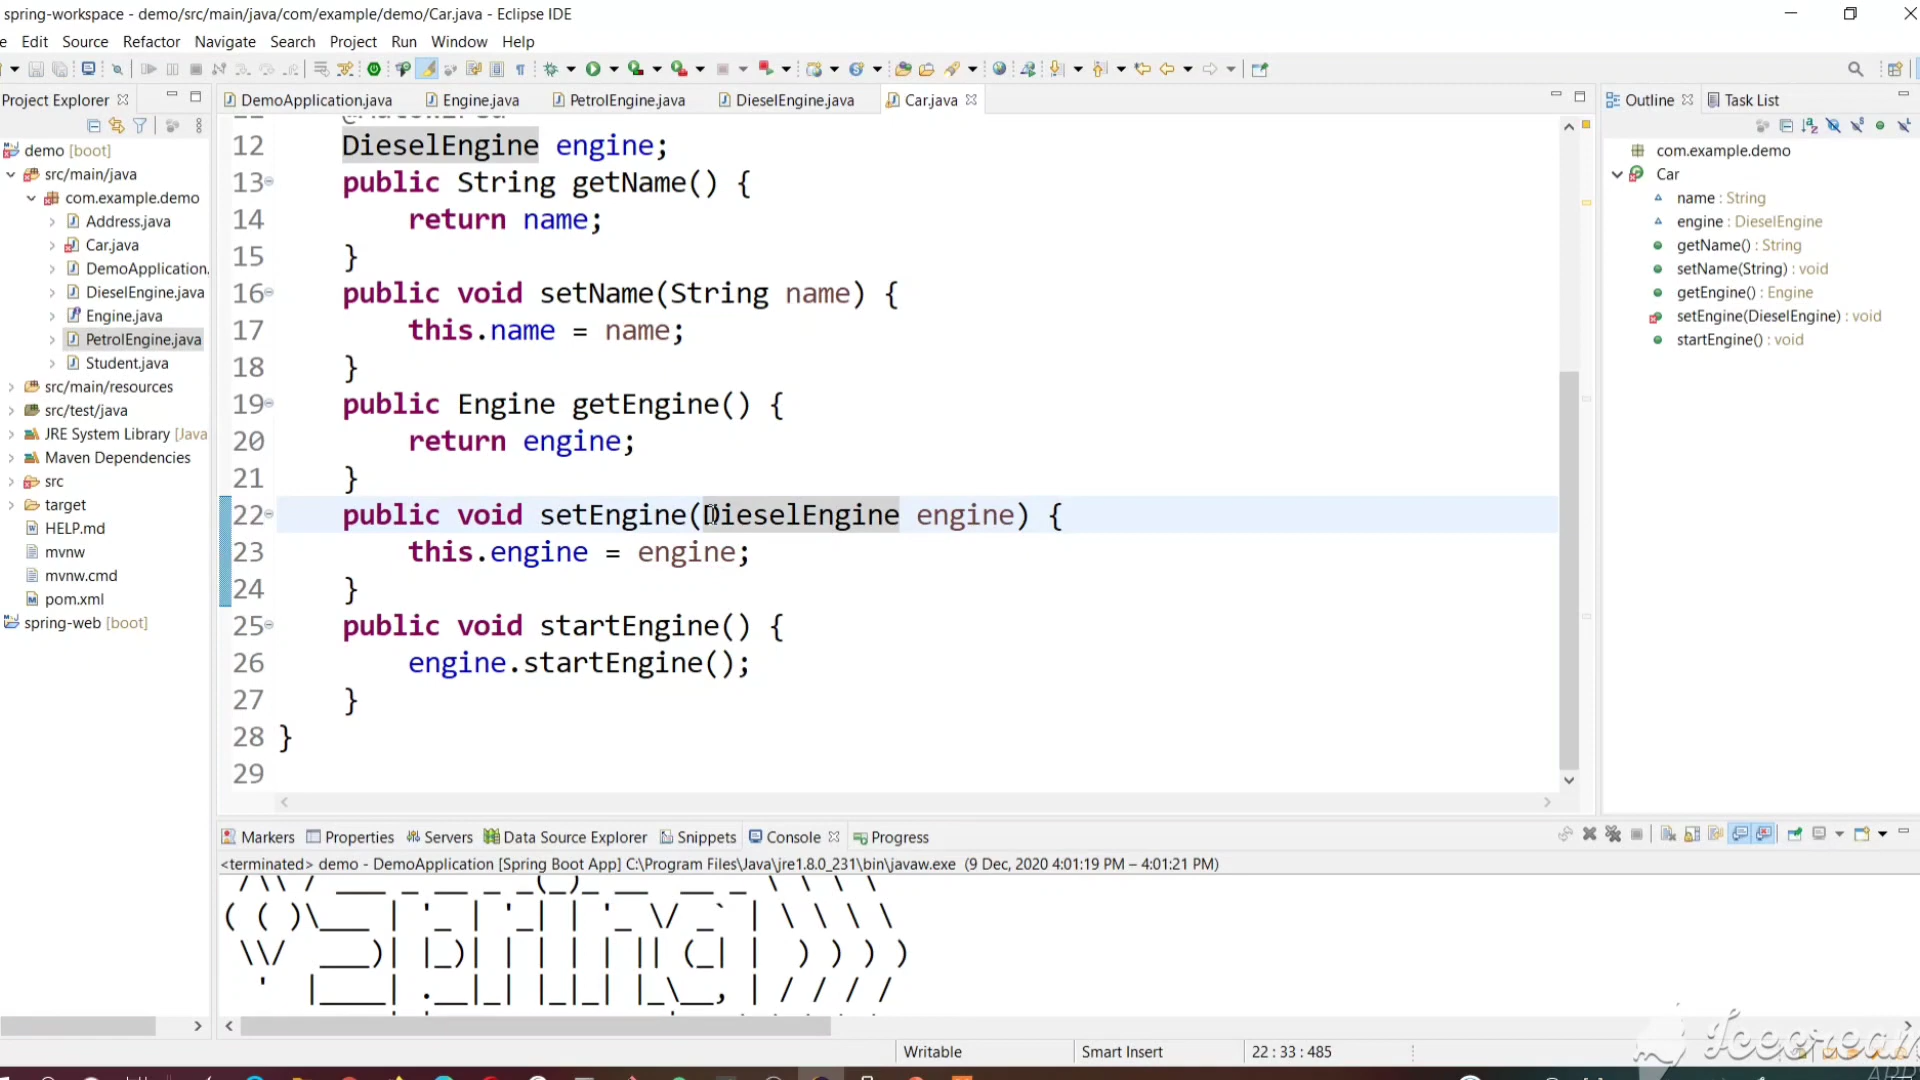 spring-workspace - demo/src/main/java/com/example/demo/Car.java - Eclipse IDE
e Edit Source Refactor Navigate Search Project Run Window Help
Project Explorer
DemoApplication.java Engine.java PetrolEngine.java DieselEngine.java Car.java
Outline Task List
demo [boot]
src/main/java
com.example.demo
Address.java
Car.java
DemoApplication.
DieselEngine.java
Engine.java
PetrolEngine.java
Student.java
src/main/resources
src/test/java
JRE System Library [Java
Maven Dependencies
src
target
HELP.md
mvnw
mvnw.cmd
pom.xml
spring-web [boot]
12 DieselEngine engine;
13 public String getName() {
14 return name;
15 }
16 public void setName(String name) {
17 this.name = name;
18 }
19 public Engine getEngine() {
20 return engine;
21 }
22 public void setEngine(DieselEngine engine) {
23 this.engine = engine;
24 }
25 public void startEngine() {
26 engine.startEngine();
27 }
28 }
29
com.example.demo
Car
name : String
engine : DieselEngine
getName() : String
setName(String) : void
getEngine() : Engine
setEngine(DieselEngine) : void
startEngine() : void
Markers Properties Servers Data Source Explorer Snippets Console Progress
<terminated> demo - DemoApplication [Spring Boot App] C:\Program Files\Java\jre1.8.0_231\bin\javaw.exe (9 Dec, 2020 4:01:19 PM – 4:01:21 PM)
Writable Smart Insert 22 : 33 : 485
Icecream
APP